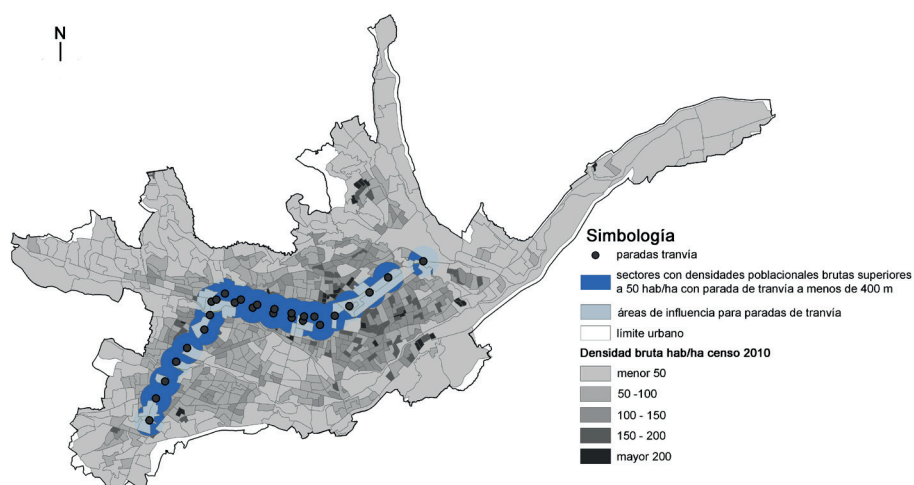 N
Simbología
paradas tranvía
sectores con densidades poblacionales brutas superiores
a 50 hab/ha con parada de tranvía a menos de 400 m
áreas de influencia para paradas de tranvía
límite urbano
Densidad bruta hab/ha censo 2010
menor 50
50 -100
100 - 150
150 - 200
mayor 200